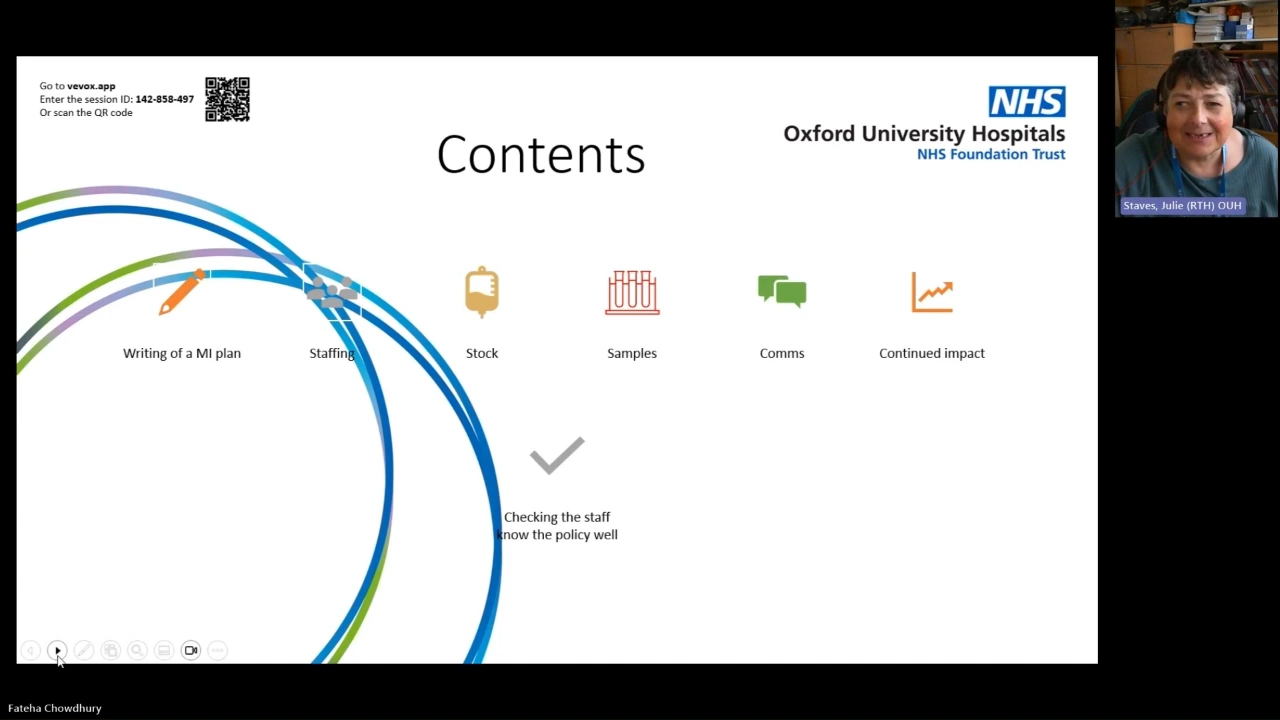 Go to vevox.app
Enter the session ID: 142-858-497
Or scan the QR code
NHS
Oxford University Hospitals
NHS Foundation Trust
Contents
Writing of a MI plan
Staffing
Stock
Samples
Comms
Continued impact
Checking the staff
know the policy well
Staves, Julie (RTH) OUH
Fateha Chowdhury